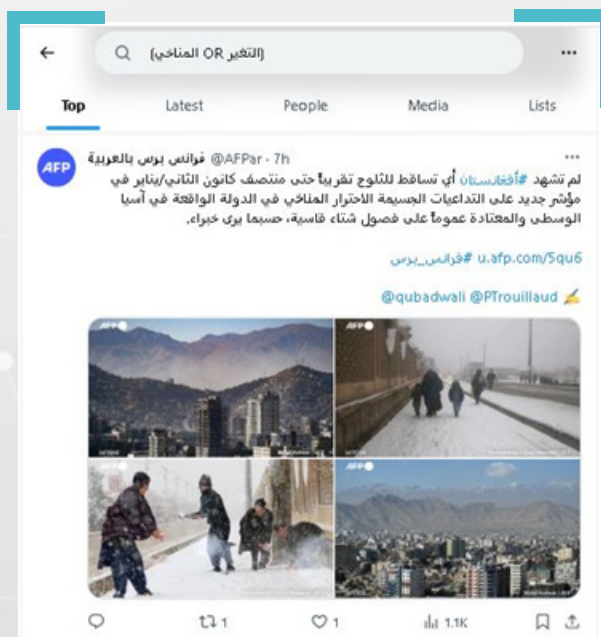 (التغير OR المناخي)
Top Latest People Media Lists
فرانس برس بالعربية @AFPar · 7h
لم تشهد #أفغانستان أي تساقط للثلوج تقريباً حتى منتصف كانون الثاني/يناير في
مؤشر جديد على التداعيات الجسيمة الاحترار المناخي في الدولة الواقعة في آسيا
الوسطى والمعتادة عموماً على فصول شتاء قاسية، حسبما يرى خبراء.
u.afp.com/5qu6 #فرانس_برس
@qubadwali @PTrouillaud
AFP
AFP
AFP
AFP
AFP
1 1 1.1K